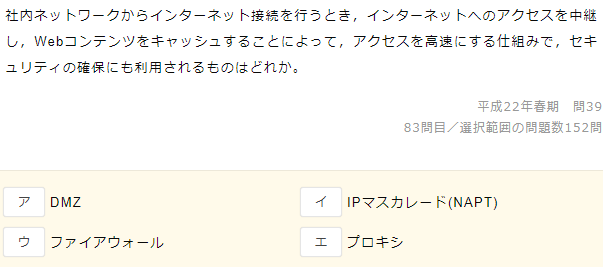 社内ネットワークからインターネット接続を行うとき，インターネットへのアクセスを中継
し，Webコンテンツをキャッシュすることによって，アクセスを高速にする仕組みで，セキ
ュリティの確保にも利用されるものはどれか。
平成22年春期　問39
83問目／選択範囲の問題数152問
ア DMZ
イ IPマスカレード(NAPT)
ウ ファイアウォール
エ プロキシ